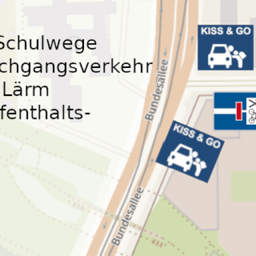 Schulwege
chgangsverkehr
Lärm
fenthalts-
KISS & GO
KISS & GO
Bundesallee
Bundesallee